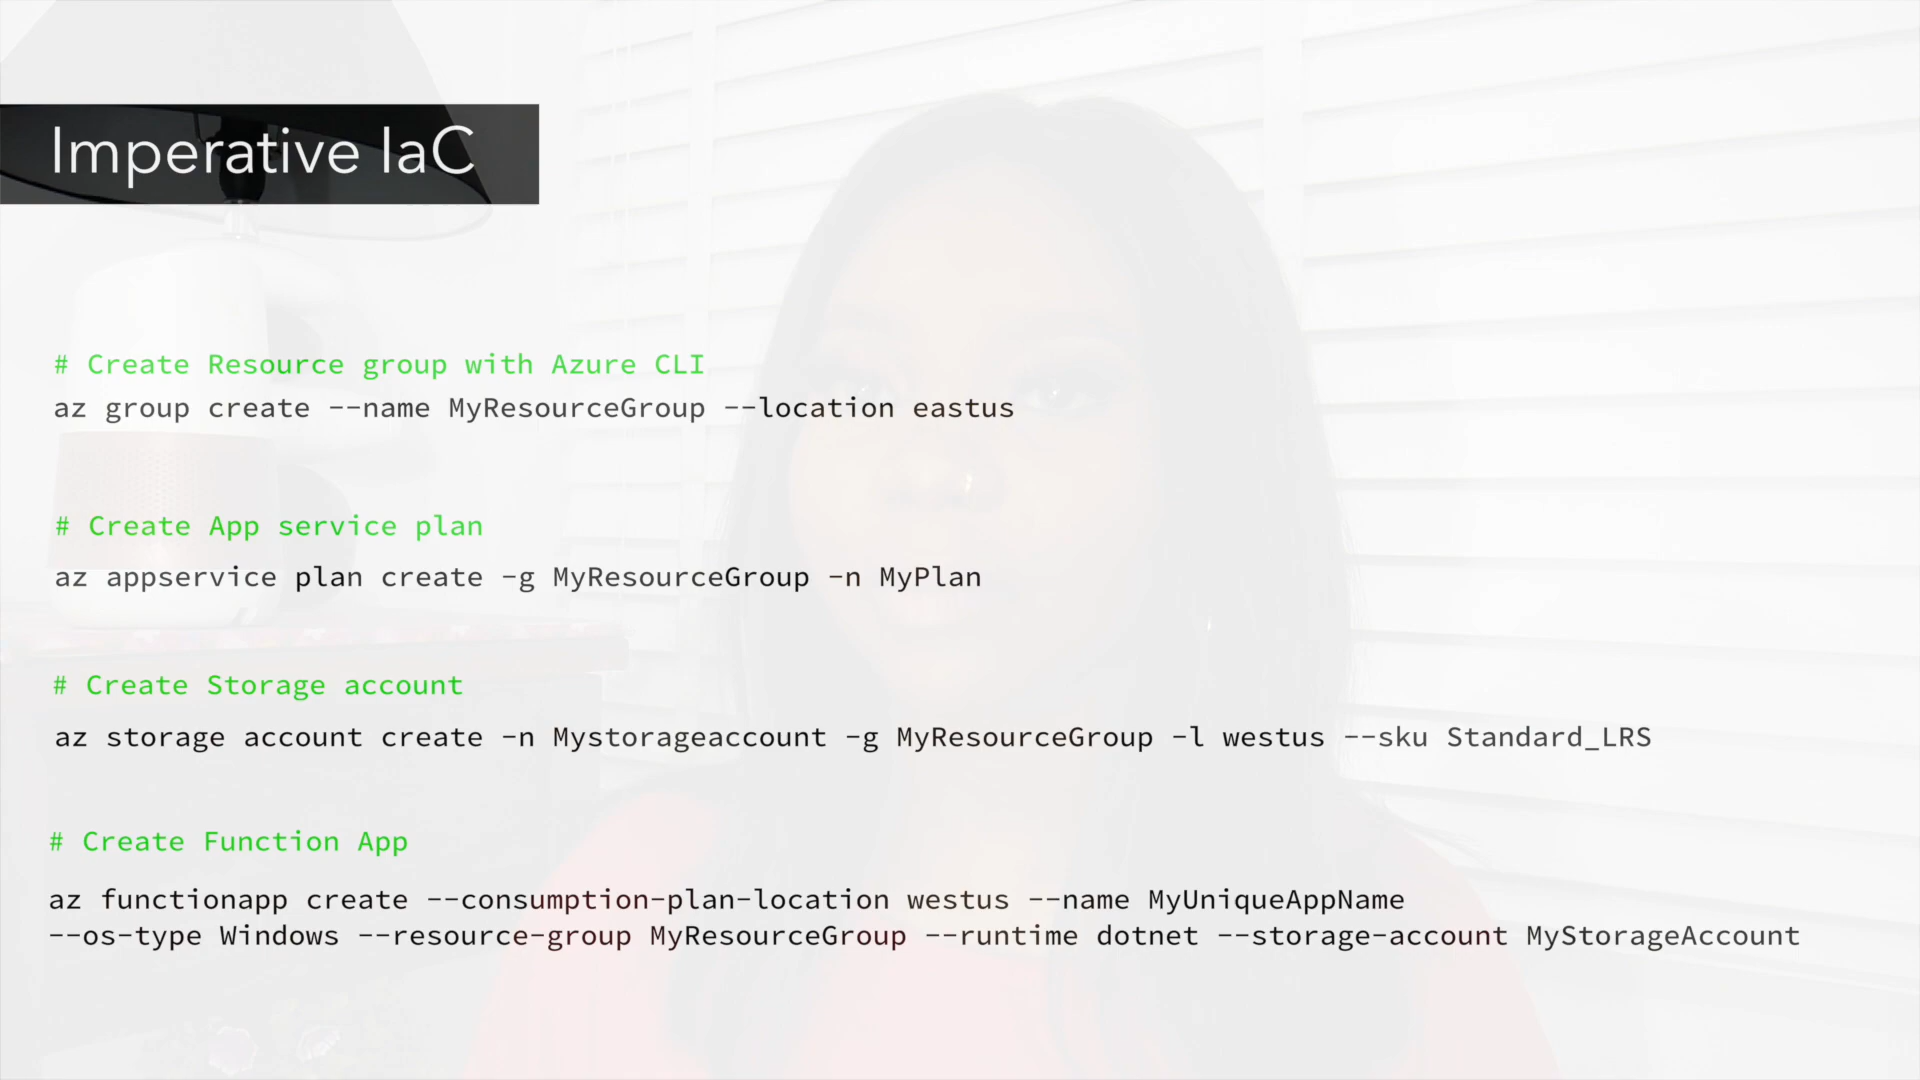 Imperative IaC
# Create Resource group with Azure CLI
az group create --name MyResourceGroup --location eastus
# Create App service plan
az appservice plan create -g MyResourceGroup -n MyPlan
# Create Storage account
az storage account create -n Mystorageaccount -g MyResourceGroup -l westus --sku Standard_LRS
# Create Function App
az functionapp create --consumption-plan-location westus --name MyUniqueAppName
--os-type Windows --resource-group MyResourceGroup --runtime dotnet --storage-account MyStorageAccount